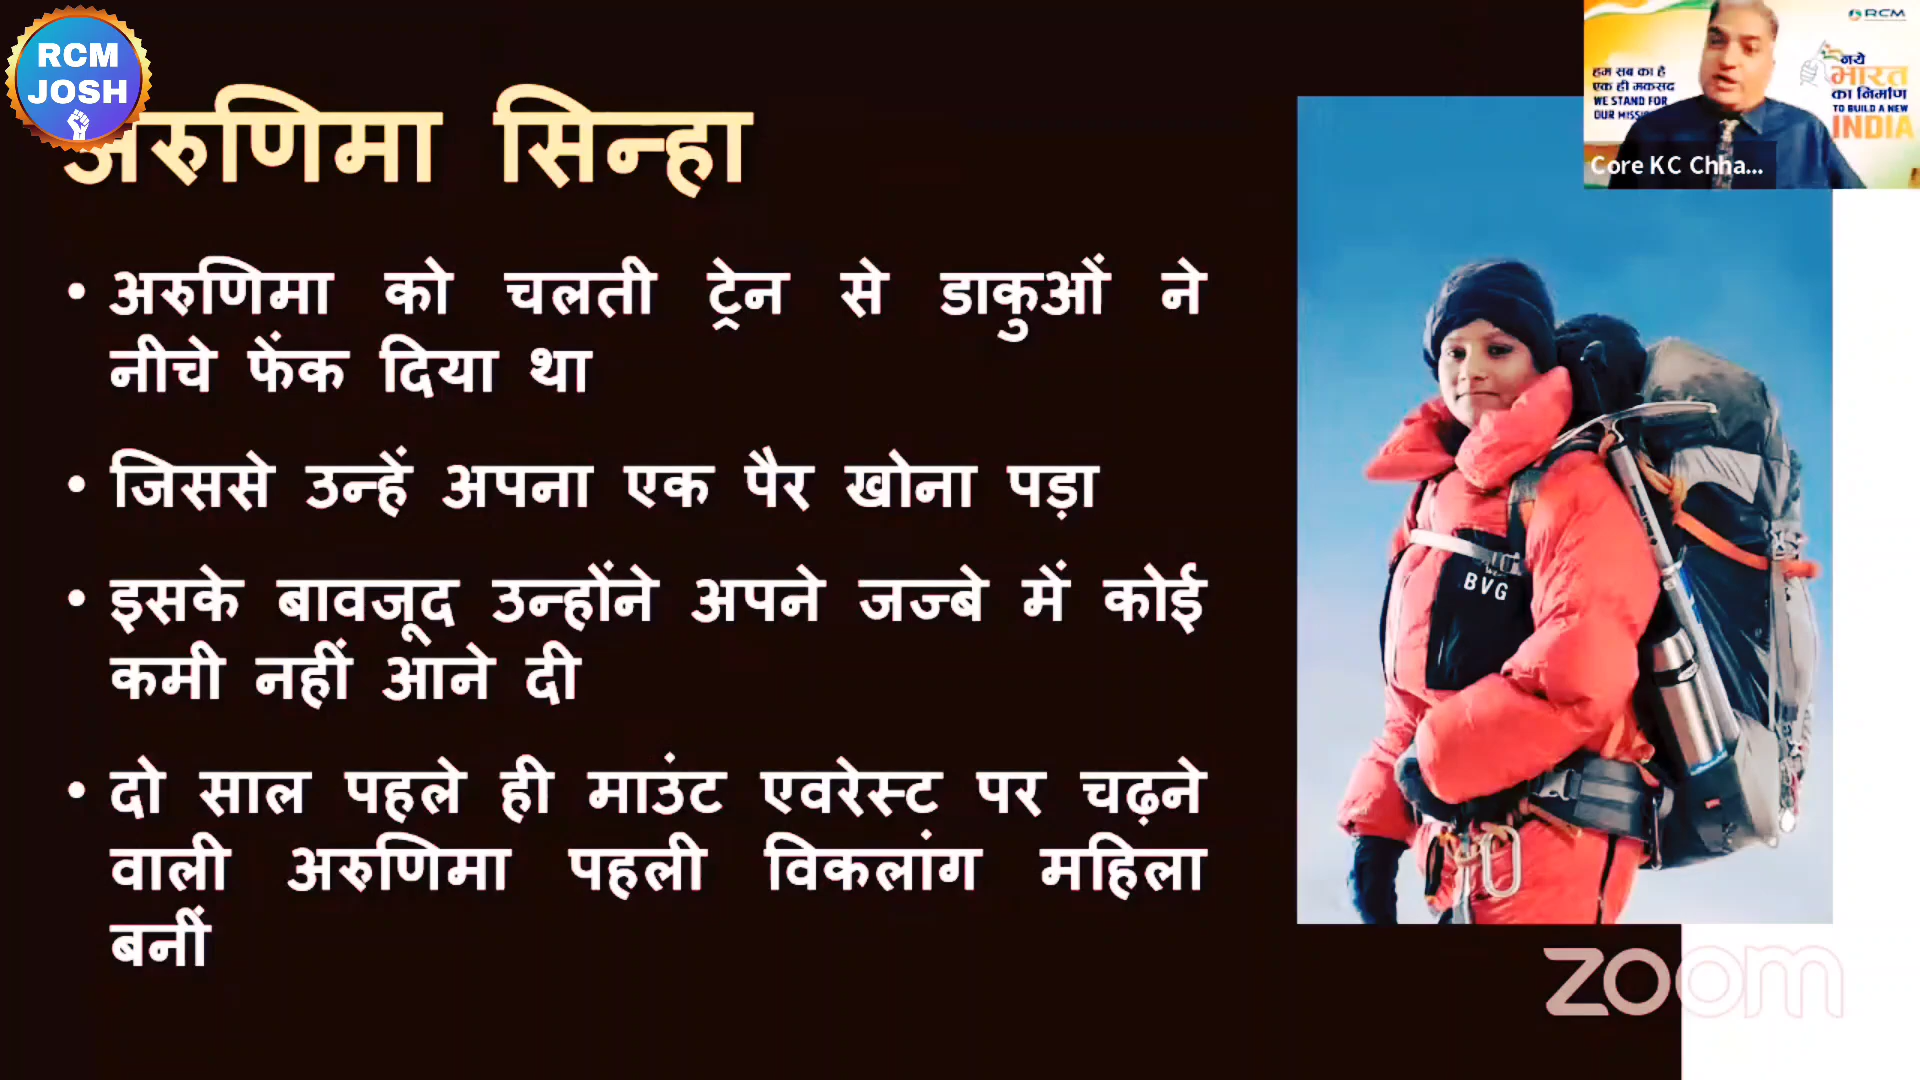 RCM
JOSH
अरुणिमा सिन्हा
• अरुणिमा को चलती ट्रेन से डाकुओं ने
नीचे फेंक दिया था
• जिससे उन्हें अपना एक पैर खोना पड़ा
• इसके बावजूद उन्होंने अपने जज्बे में कोई
कमी नहीं आने दी
• दो साल पहले ही माउंट एवरेस्ट पर चढ़ने
वाली अरुणिमा पहली विकलांग महिला
बनीं
BVG
RCM
हम सब का है
एक ही मकसद
WE STAND FOR
OUR
नये
भारत
का निर्माण
TO BUILD A NEW
INDIA
Core KC Chha...
zoom